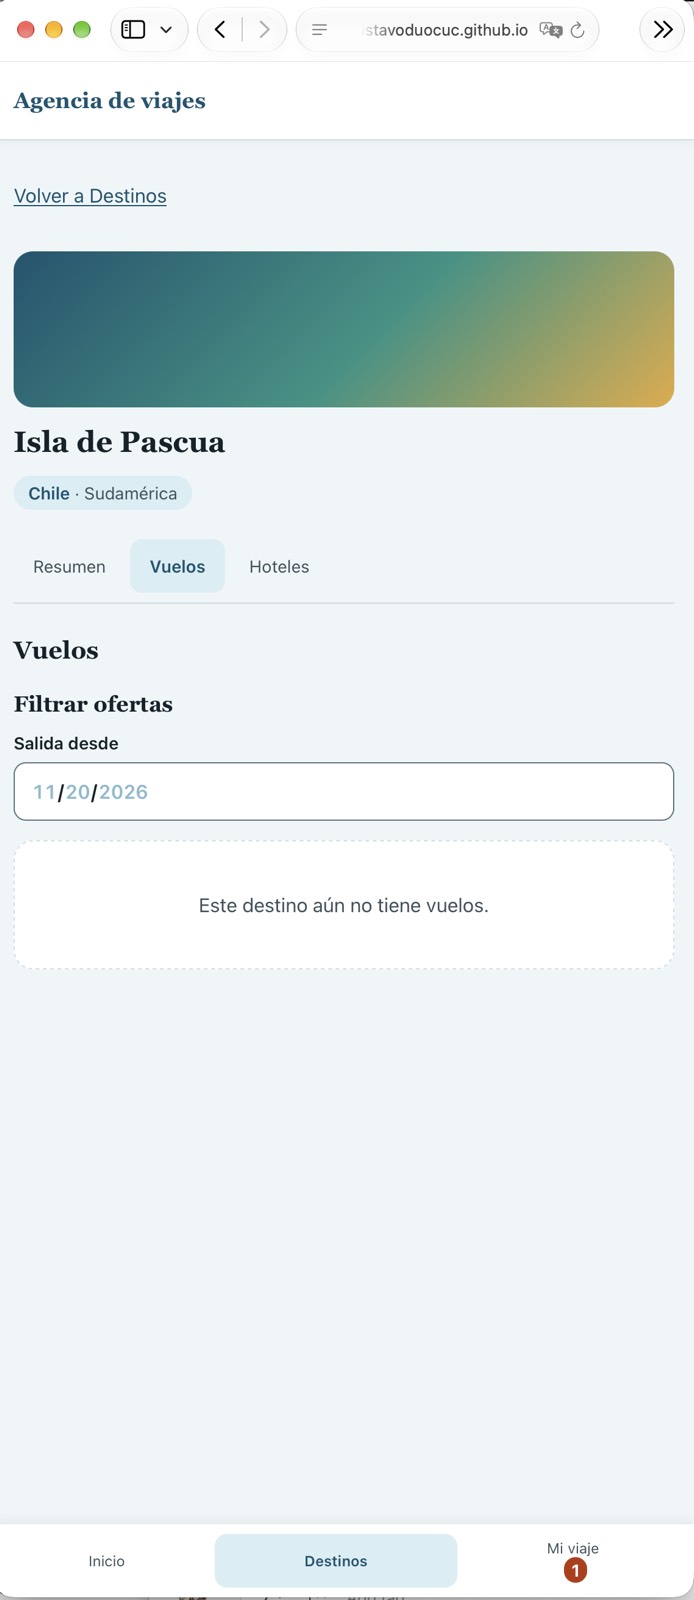 stavoduocuc.github.io
Agencia de viajes
Volver a Destinos
Isla de Pascua
Chile · Sudamérica
Resumen
Vuelos
Hoteles
Vuelos
Filtrar ofertas
Salida desde
11/20/2026
Este destino aún no tiene vuelos.
Inicio
Destinos
Mi viaje
1